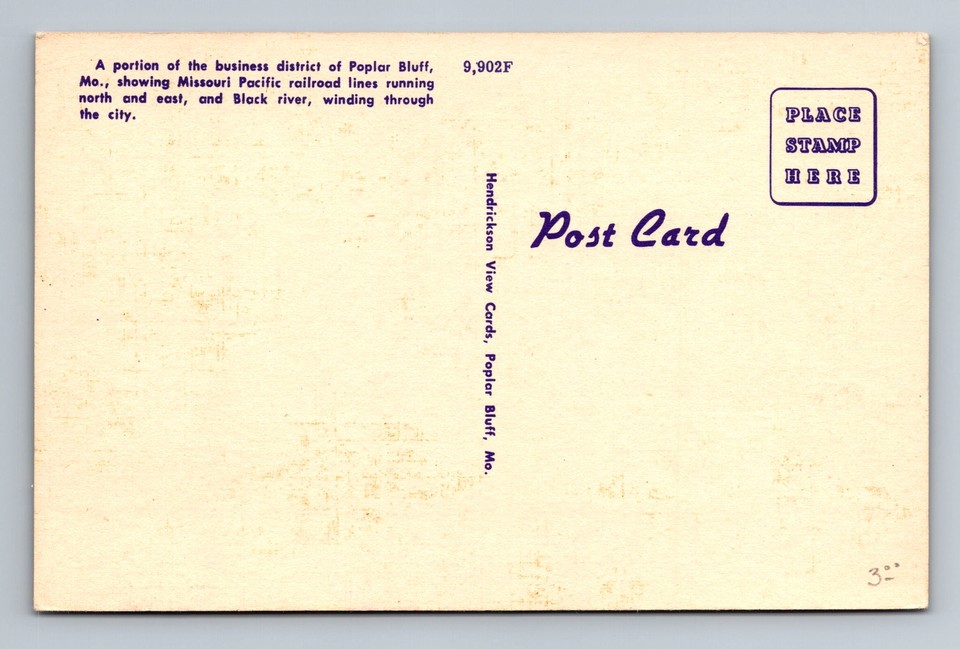 A portion of the business district of Poplar Bluff,
Mo., showing Missouri Pacific railroad lines running
north and east, and Black river, winding through
the city.
9,902F
PLACE
STAMP
HERE
Hendrickson View Cards, Poplar Bluff, Mo.
Post Card
3.00